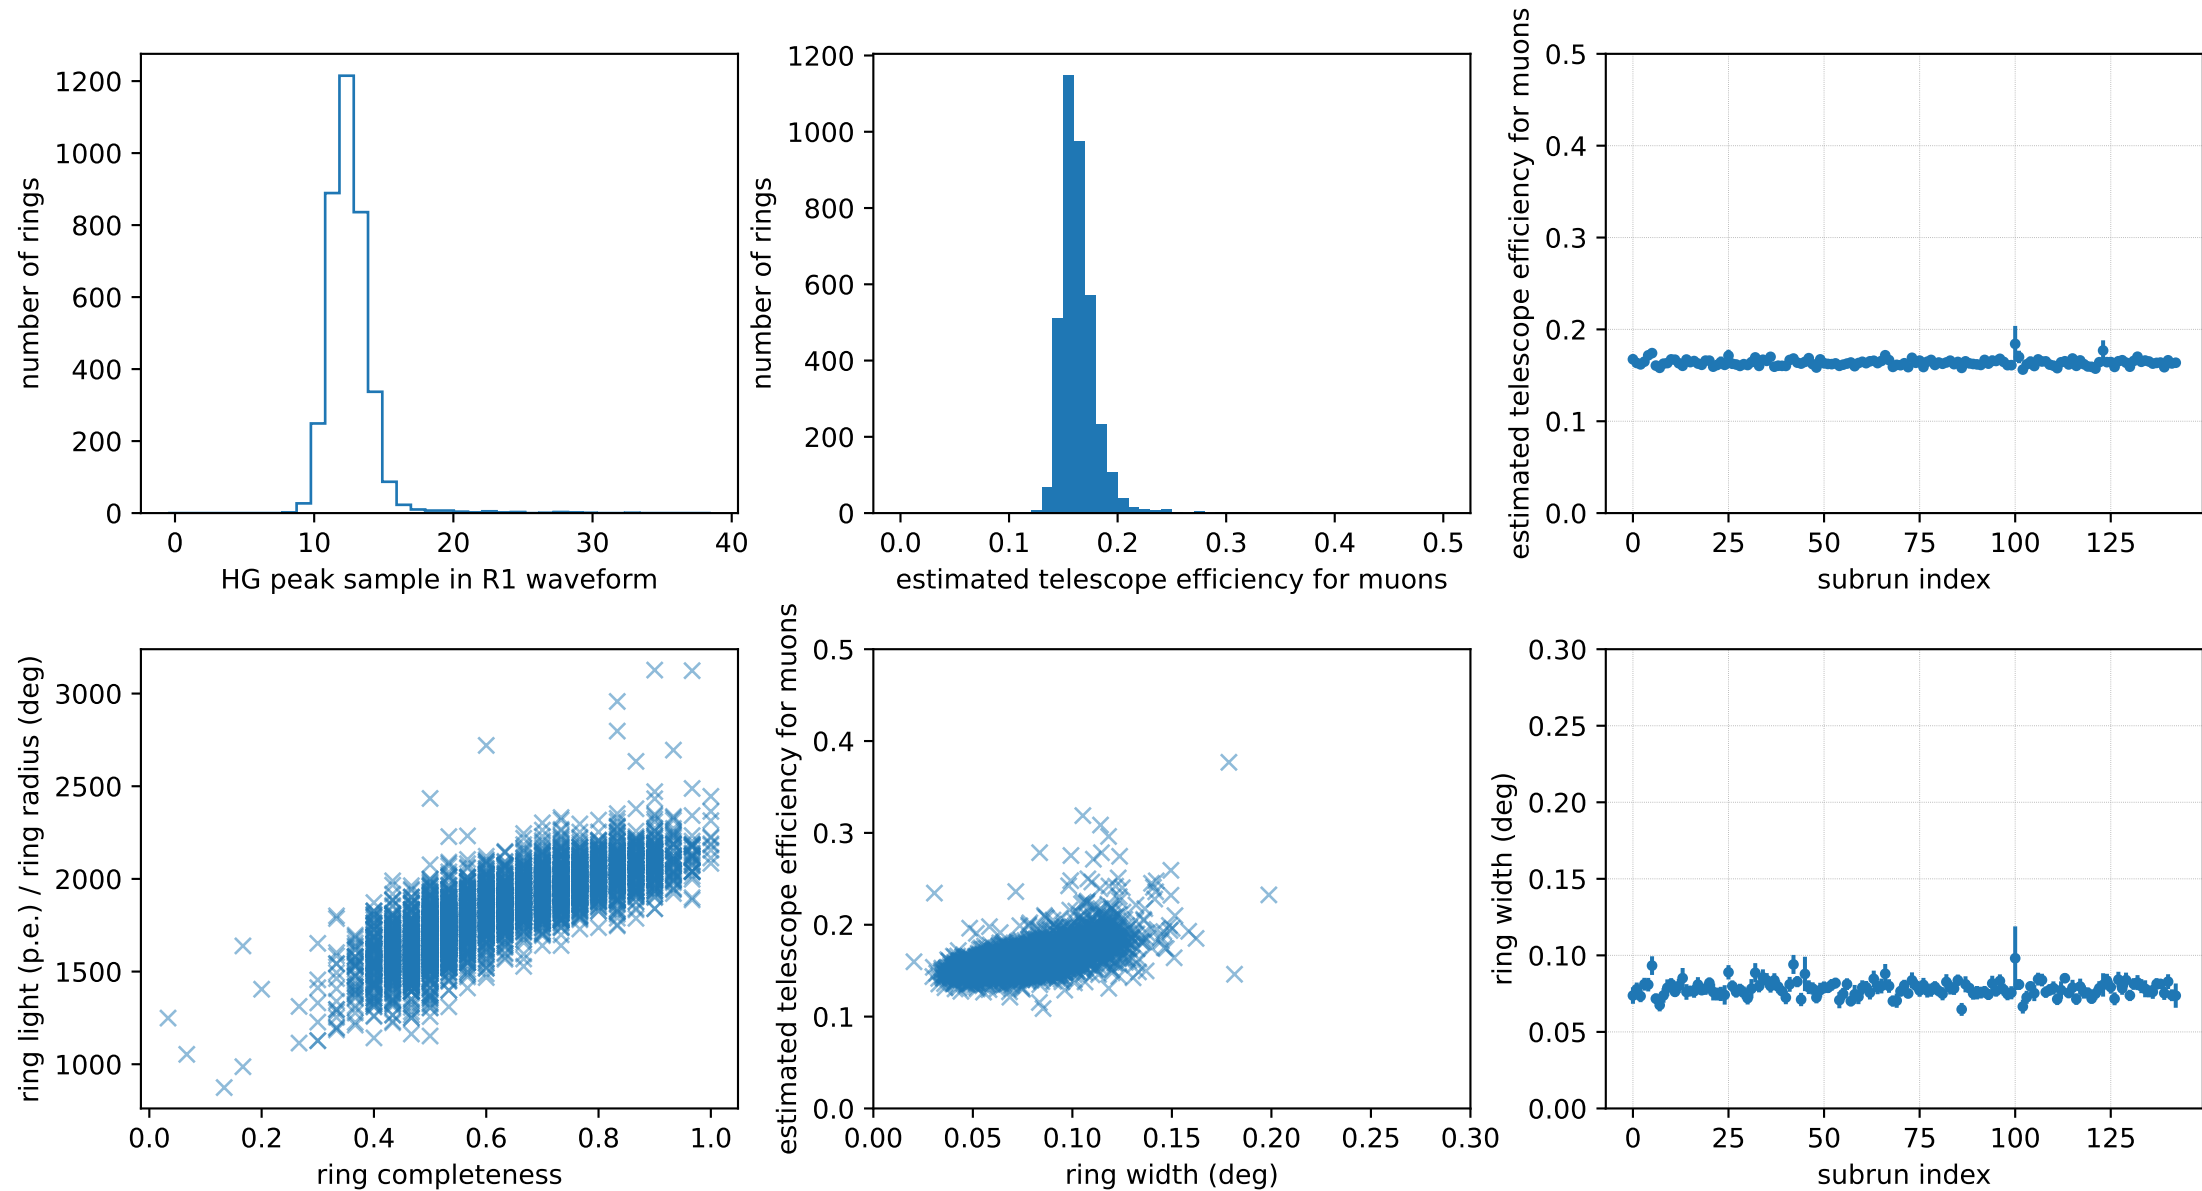 number of rings
1200
1000
800
600
400
200
0
0 10 20 30 40
HG peak sample in R1 waveform
number of rings
1200
1000
800
600
400
200
0
0.0 0.1 0.2 0.3 0.4 0.5
estimated telescope efficiency for muons
estimated telescope efficiency for muons
0.5
0.4
0.3
0.2
0.1
0.0
0 25 50 75 100 125
subrun index
ring light (p.e.) / ring radius (deg)
3000
2500
2000
1500
1000
0.0 0.2 0.4 0.6 0.8 1.0
ring completeness
estimated telescope efficiency for muons
0.5
0.4
0.3
0.2
0.1
0.0
0.00 0.05 0.10 0.15 0.20 0.25 0.30
ring width (deg)
ring width (deg)
0.30
0.25
0.20
0.15
0.10
0.05
0.00
0 25 50 75 100 125
subrun index